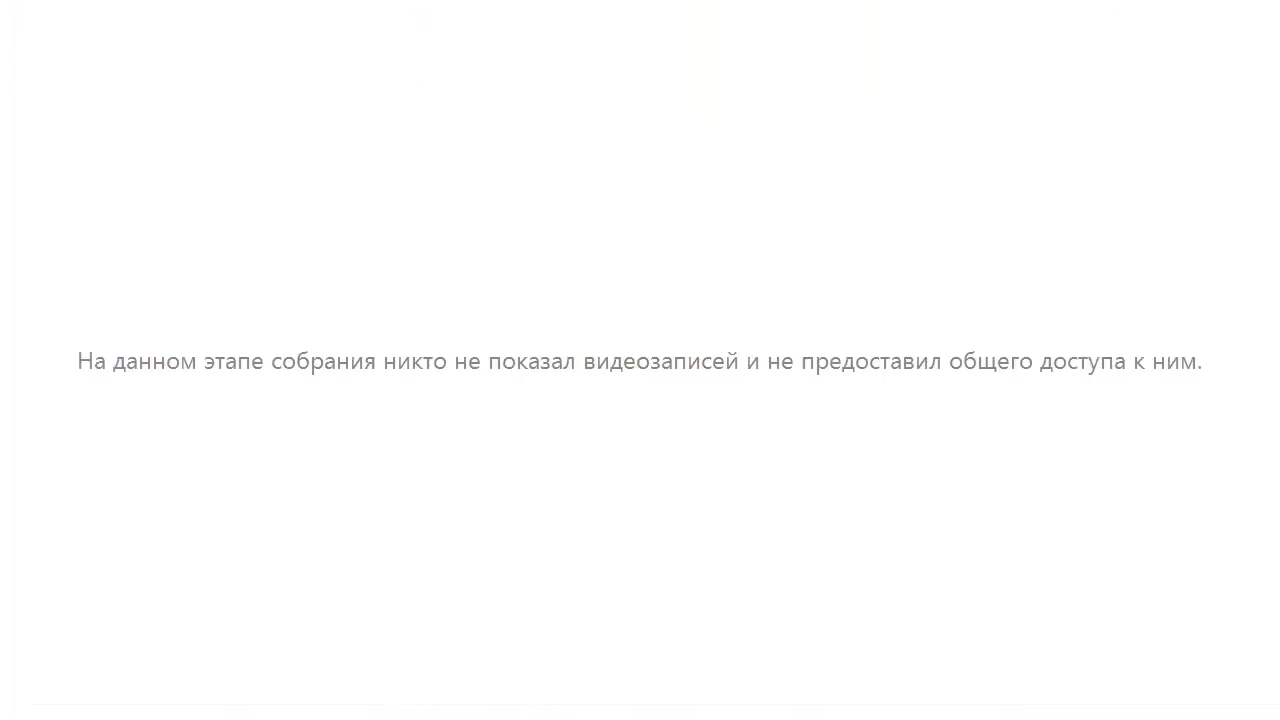 На данном этапе собрания никто не показал видеозаписей и не предоставил общего доступа к ним.